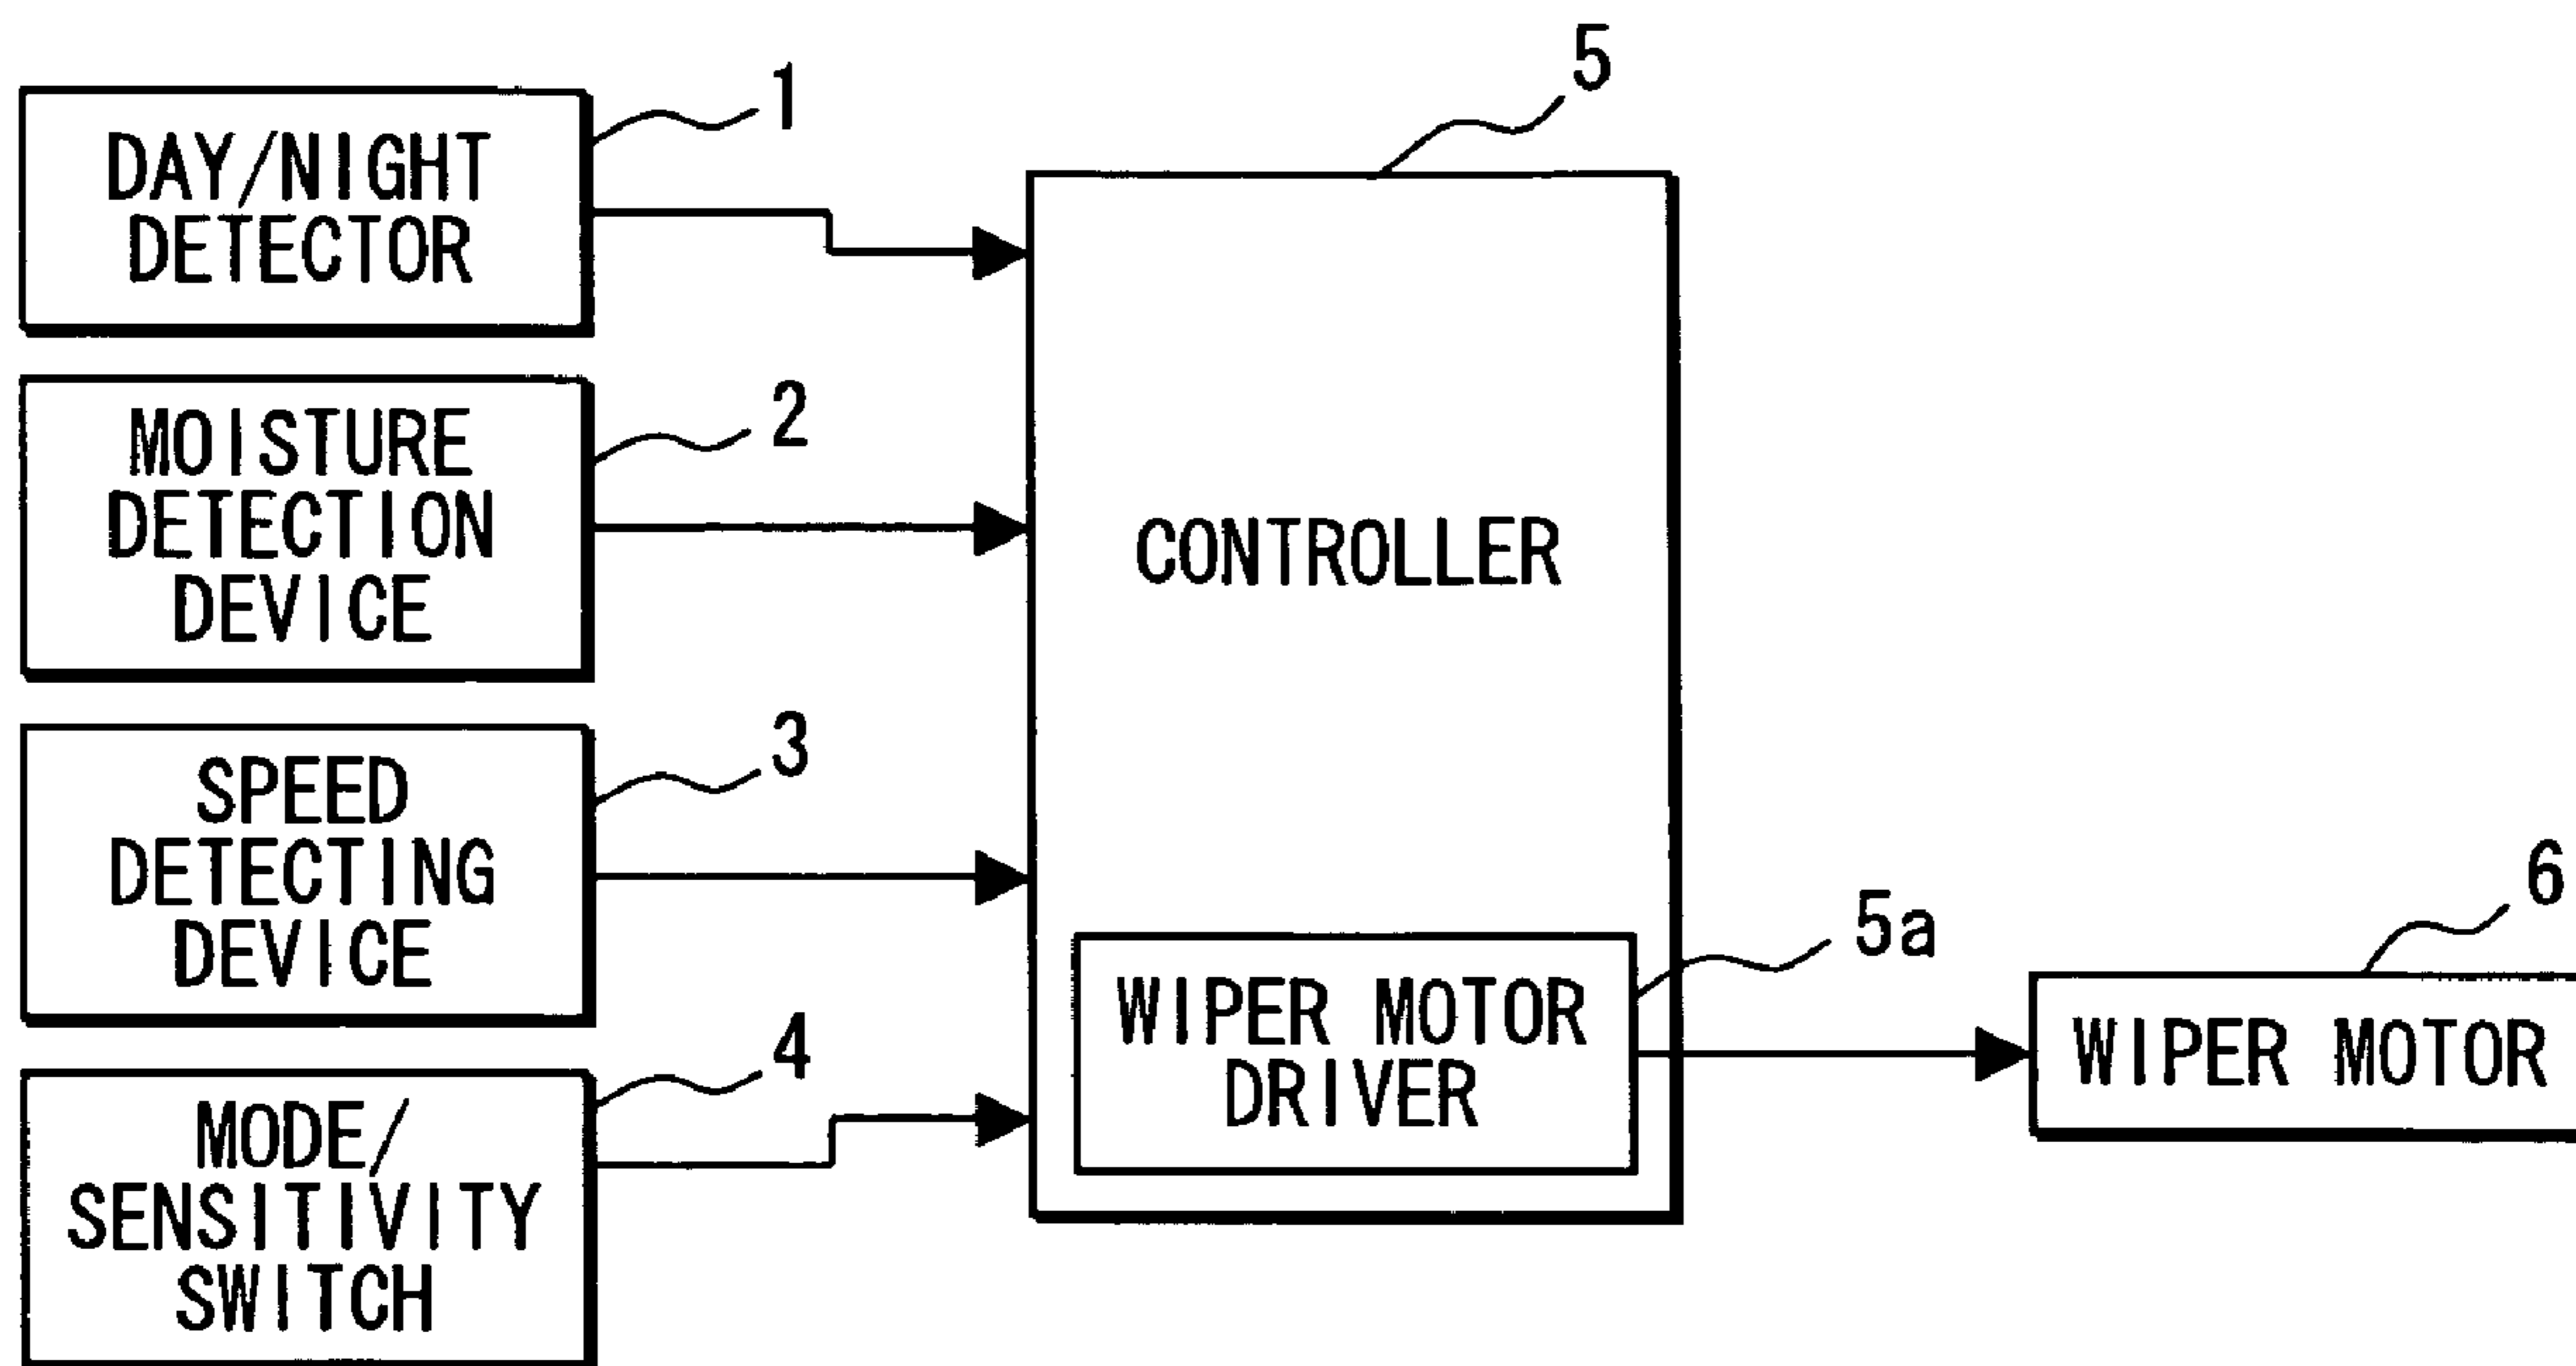 DAY/NIGHT
DETECTOR
1
MOISTURE
DETECTION
DEVICE
2
SPEED
DETECTING
DEVICE
3
MODE/
SENSITIVITY
SWITCH
4
5
CONTROLLER
WIPER MOTOR
DRIVER
5a
6
WIPER MOTOR